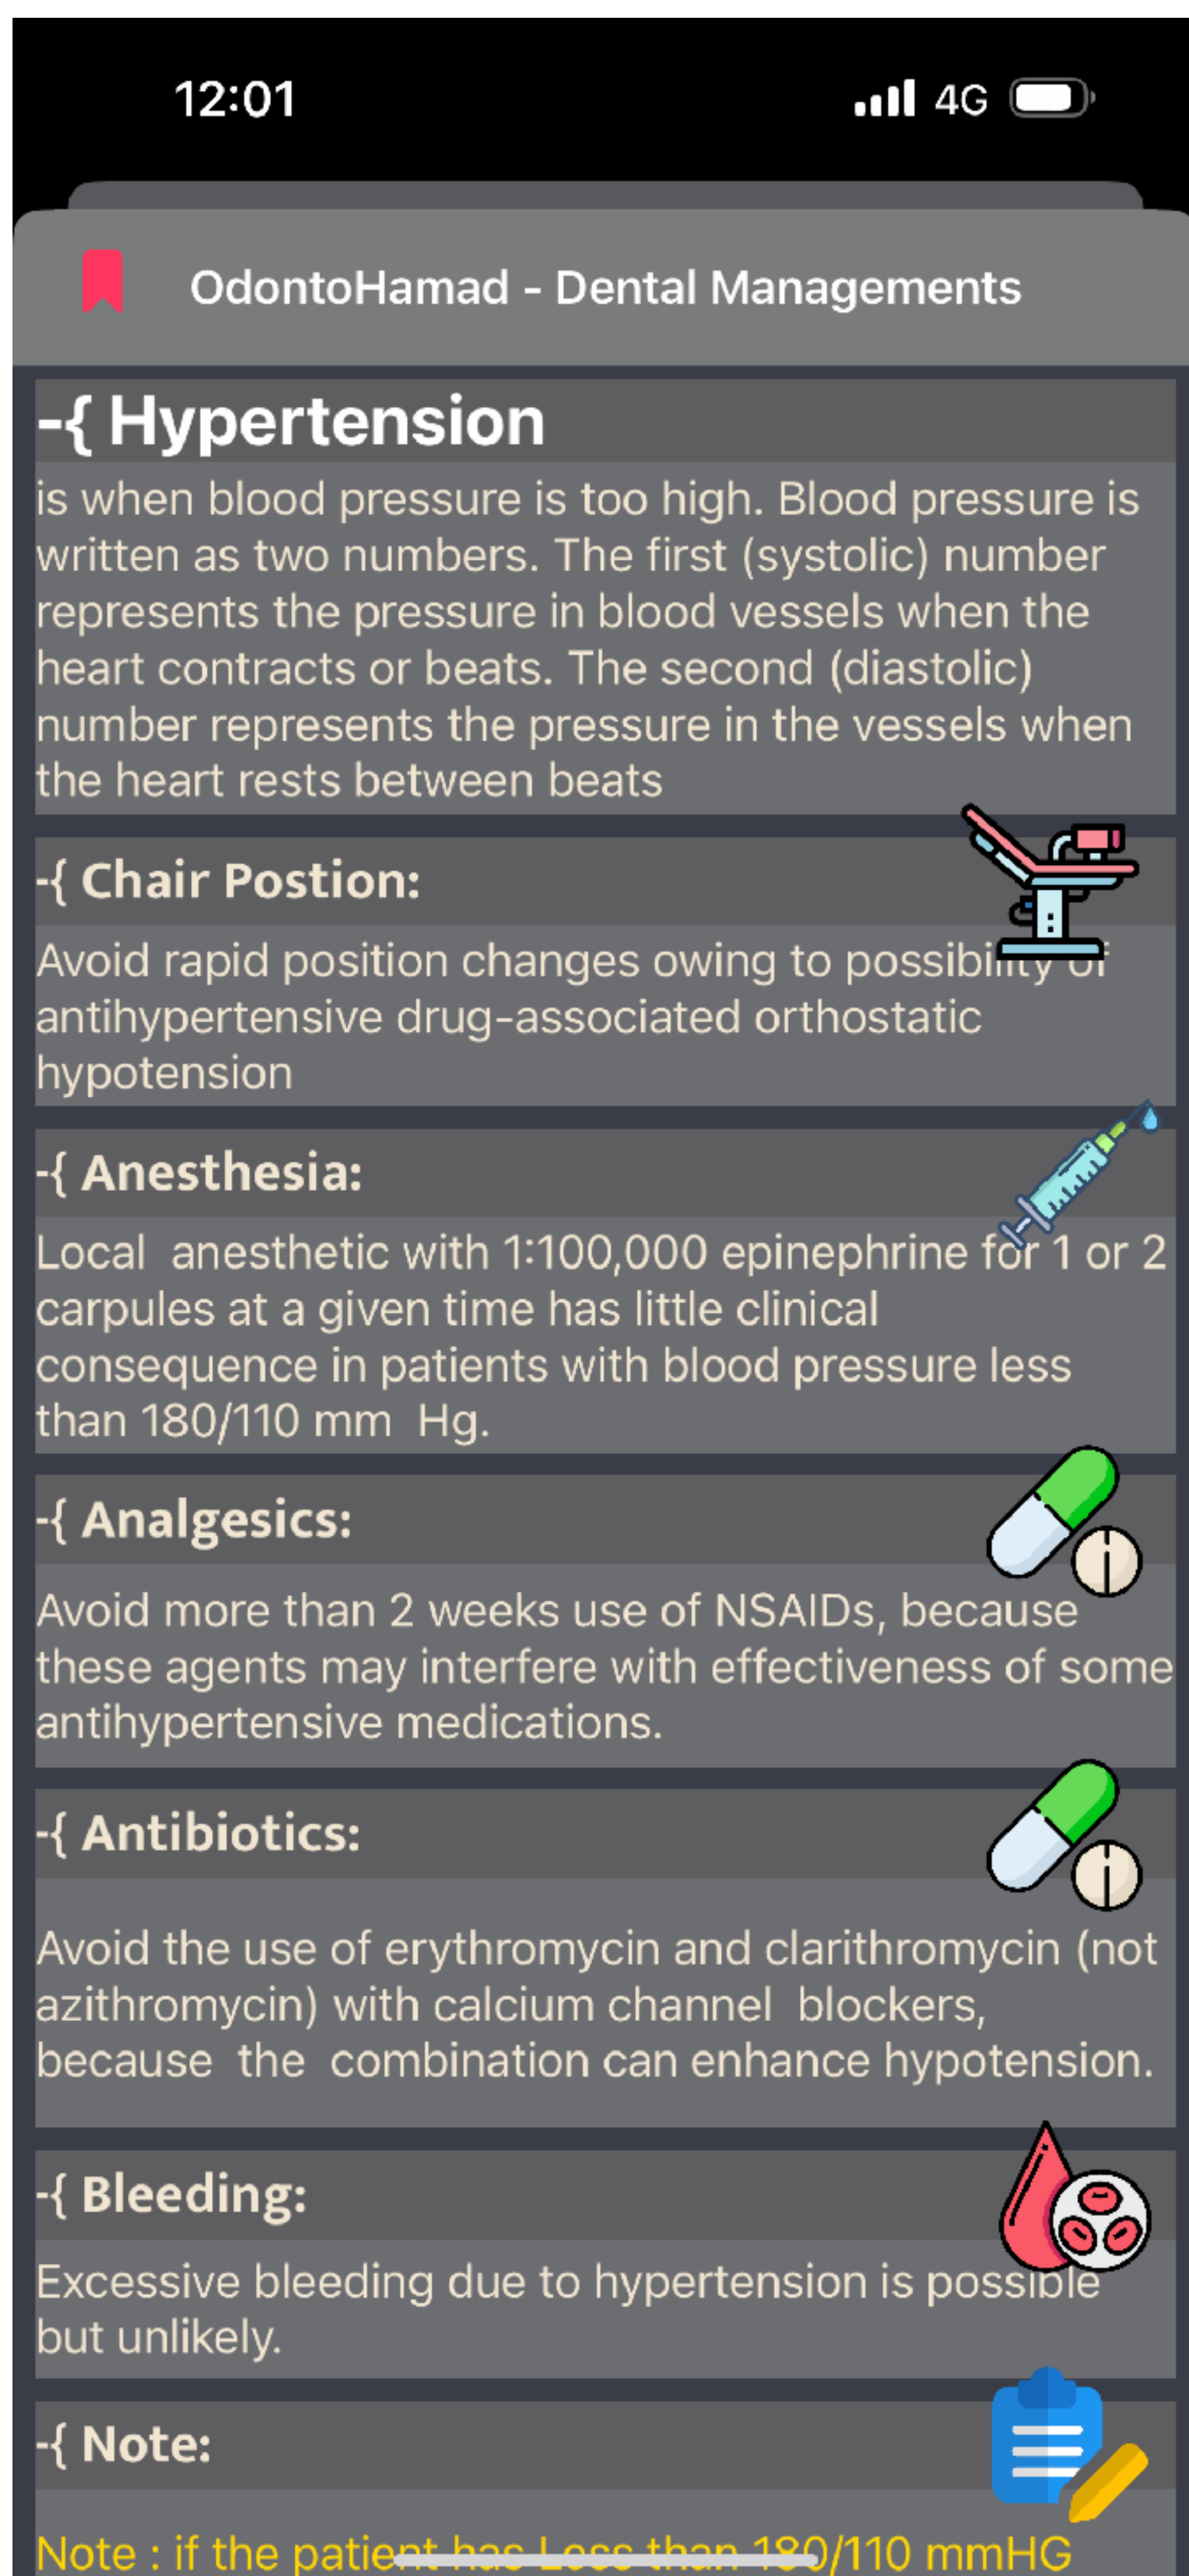 12:01
4G
OdontoHamad - Dental Managements
-{ Hypertension
is when blood pressure is too high. Blood pressure is
written as two numbers. The first (systolic) number
represents the pressure in blood vessels when the
heart contracts or beats. The second (diastolic)
number represents the pressure in the vessels when
the heart rests between beats
-{ Chair Postion:
Avoid rapid position changes owing to possibility of
antihypertensive drug-associated orthostatic
hypotension
-{ Anesthesia:
Local anesthetic with 1:100,000 epinephrine for 1 or 2
carpules at a given time has little clinical
consequence in patients with blood pressure less
than 180/110 mm Hg.
-{ Analgesics:
Avoid more than 2 weeks use of NSAIDs, because
these agents may interfere with effectiveness of some
antihypertensive medications.
-{ Antibiotics:
Avoid the use of erythromycin and clarithromycin (not
azithromycin) with calcium channel blockers,
because the combination can enhance hypotension.
-{ Bleeding:
Excessive bleeding due to hypertension is possible
but unlikely.
-{ Note:
Note : if the patient has Less than 180/110 mmHG